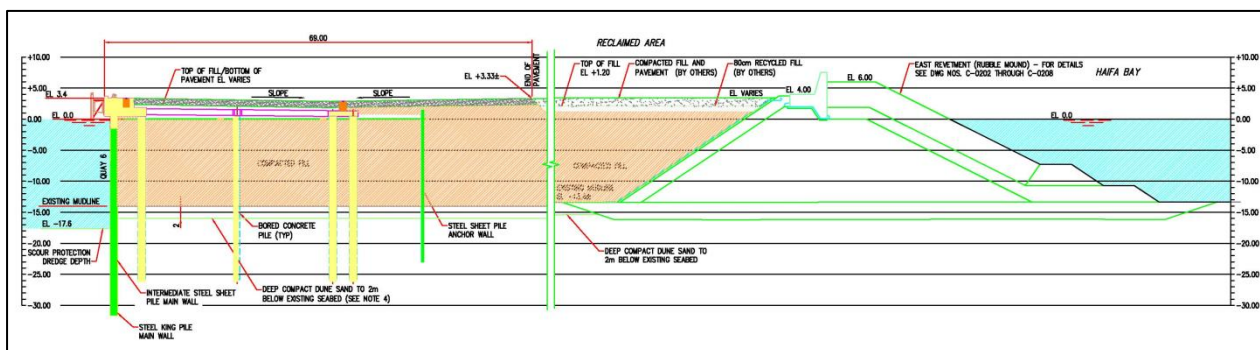 69.00
RECLAIMED AREA
+10.00
+5.00
0.00
-5.00
-10.00
-15.00
-20.00
-25.00
-30.00
EL 3.4
EL 0.0
TOP OF FILL/BOTTOM OF
PAVEMENT EL VARIES
SLOPE
SLOPE
EL +3.33±
END OF
PAVEMENT
TOP OF FILL
EL +1.20
COMPACTED FILL AND
PAVEMENT (BY OTHERS)
80cm RECYCLED FILL
(BY OTHERS)
EL VARIES
EL 4.00
EL 6.00
EAST REVETMENT (RUBBLE MOUND) - FOR DETAILS
SEE DWG NOS. C-0202 THROUGH C-0208
HAIFA BAY
EL 0.0
QUAY 6
COMPACTED FILL
COMPACTED FILL
EXISTING MUDLINE
EXISTING MUDLINE
EL -17.6
SCOUR PROTECTION
DREDGE DEPTH
2
BORED CONCRETE
PILE (TYP)
STEEL SHEET PILE
ANCHOR WALL
DEEP COMPACT DUNE SAND TO
2m BELOW EXISTING SEABED
INTERMEDIATE STEEL SHEET
PILE MAIN WALL
DEEP COMPACT DUNE SAND TO 2m
BELOW EXISTING SEABED (SEE NOTE 4)
STEEL KING PILE
MAIN WALL
+10.00
+5.00
0.00
-5.00
-10.00
-15.00
-20.00
-25.00
-30.00